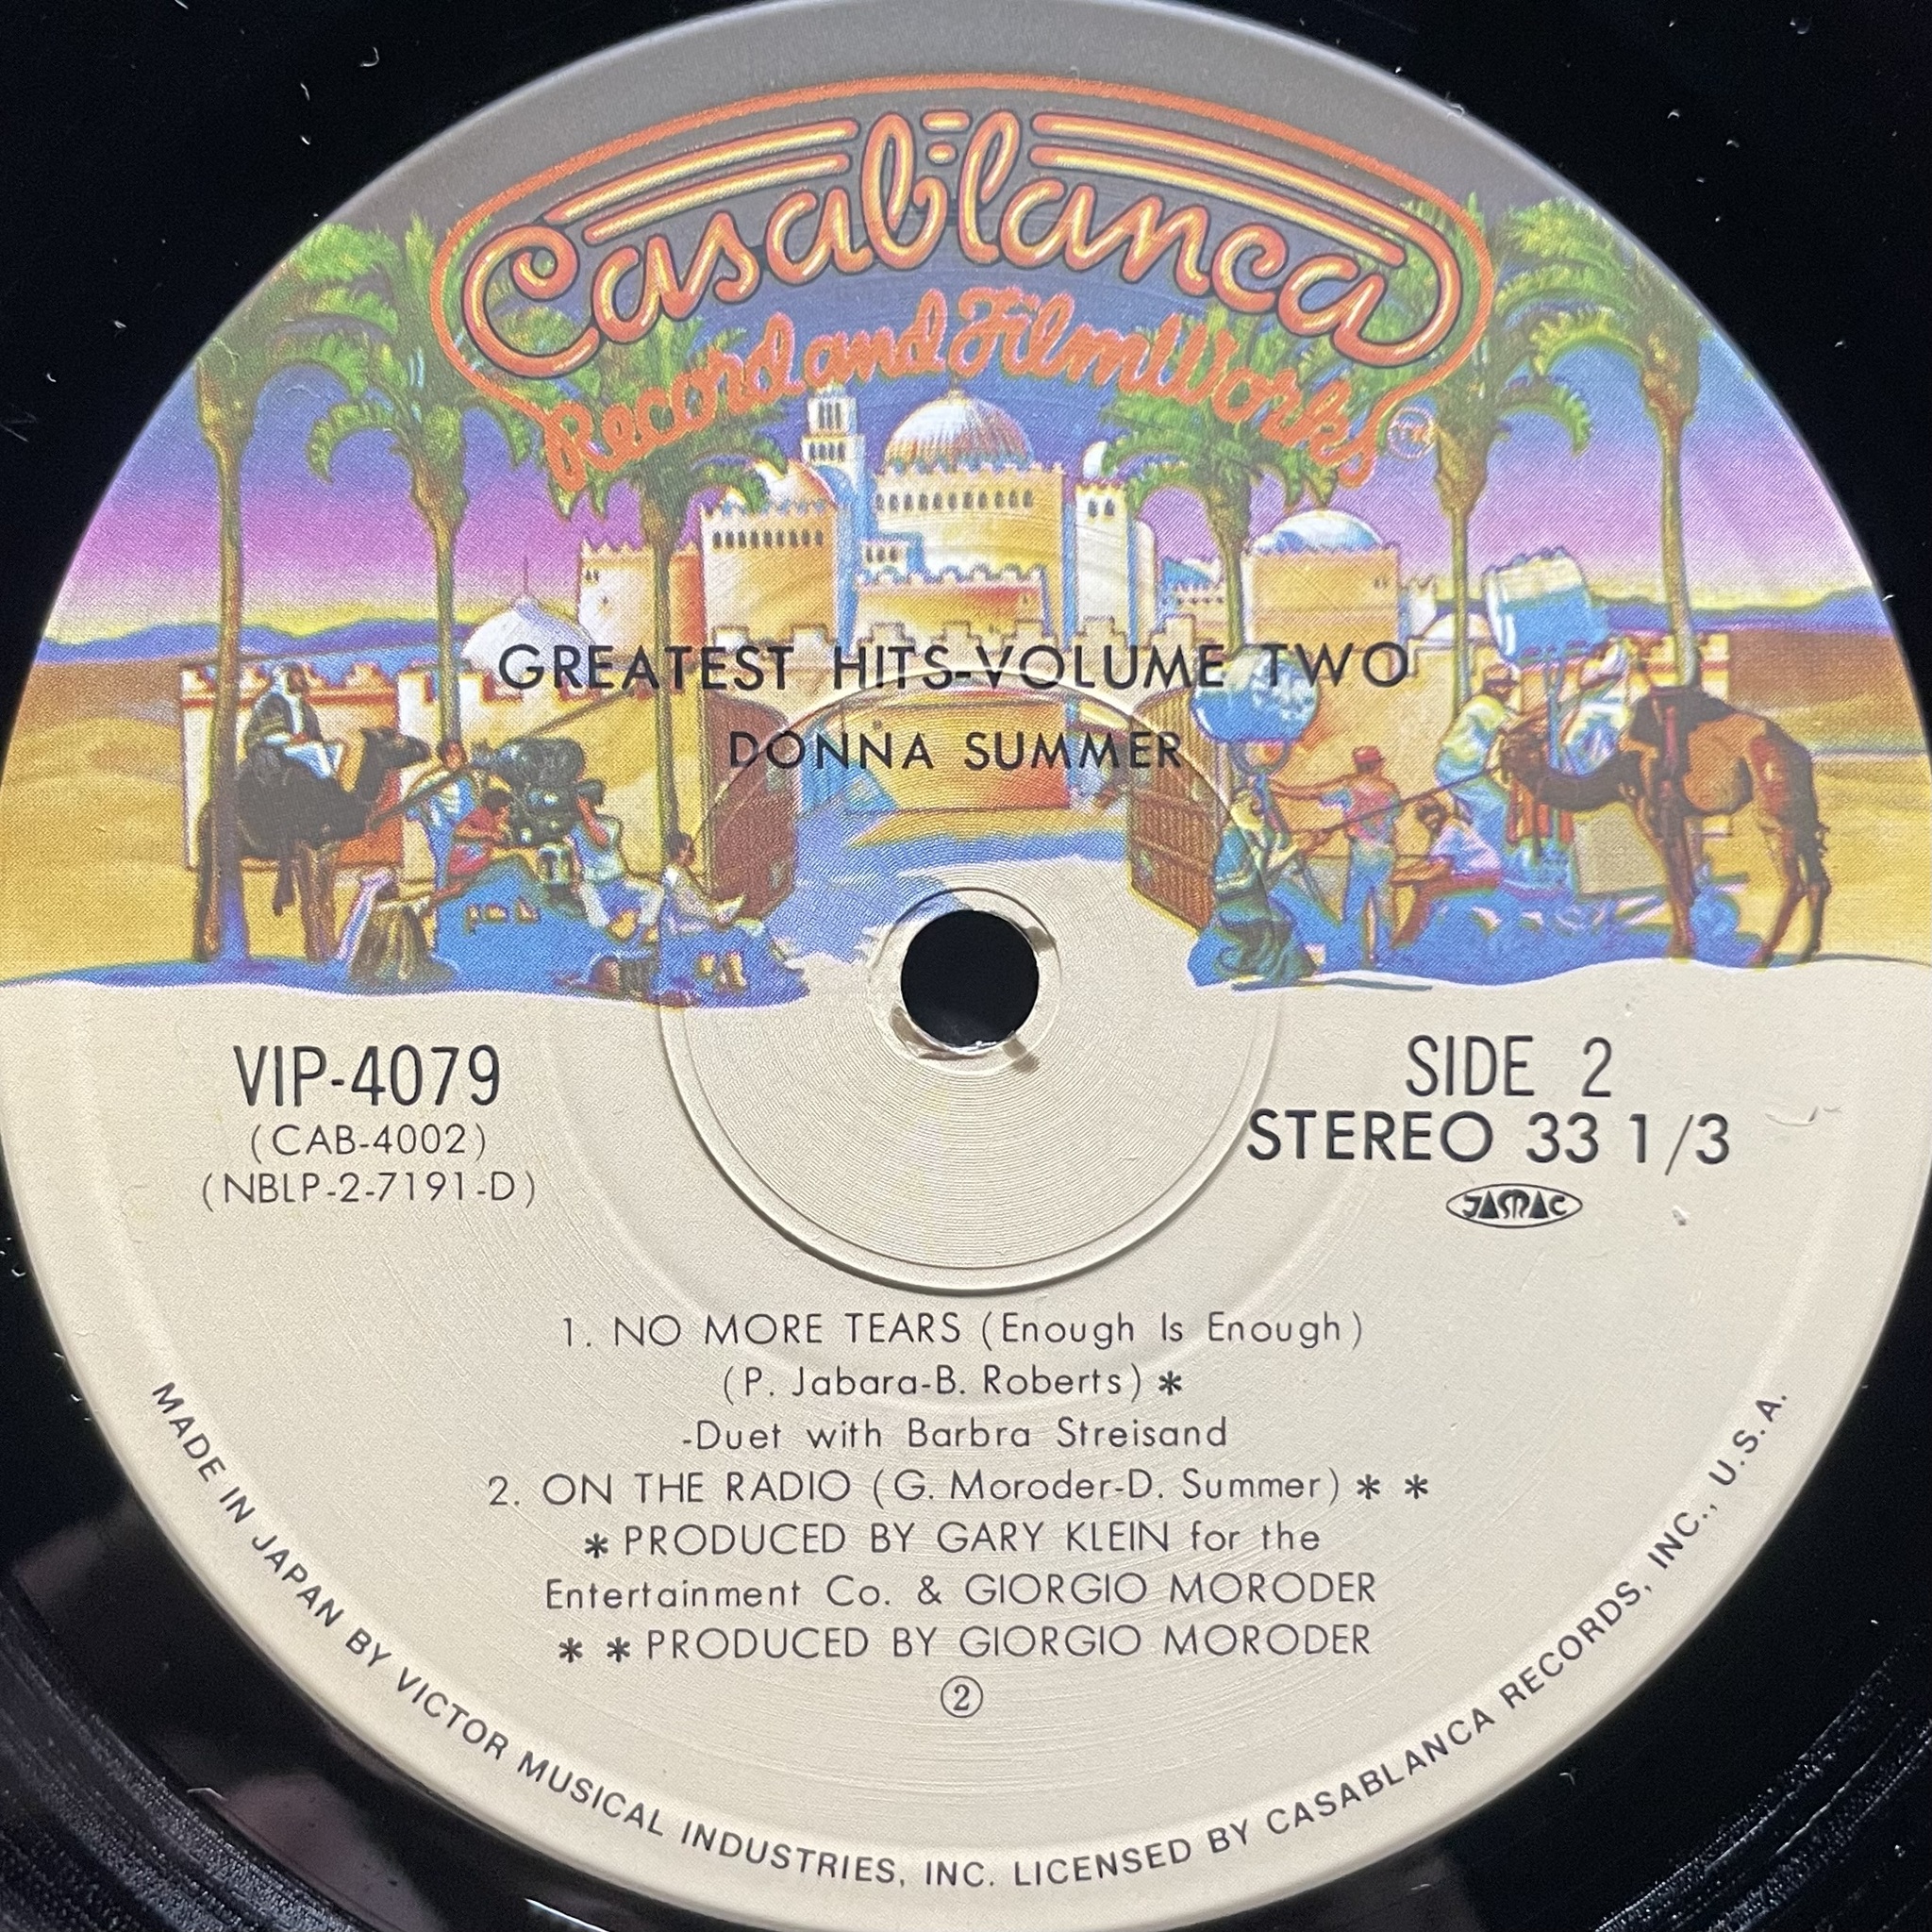 Casablanca
Record and FilmWorks
GREATEST HITS-VOLUME TWO
DONNA SUMMER
VIP-4079
(CAB-4002)
(NBLP-2-7191-D)
SIDE 2
STEREO 33 1/3
JASRAC
1. NO MORE TEARS (Enough Is Enough)
(P. Jabara-B. Roberts) *
-Duet with Barbra Streisand
2. ON THE RADIO (G. Moroder-D. Summer) * *
* PRODUCED BY GARY KLEIN for the
Entertainment Co. & GIORGIO MORODER
* * PRODUCED BY GIORGIO MORODER
②
MADE IN JAPAN BY VICTOR MUSICAL INDUSTRIES, INC. LICENSED BY CASABLANCA RECORDS, INC., U.S.A.